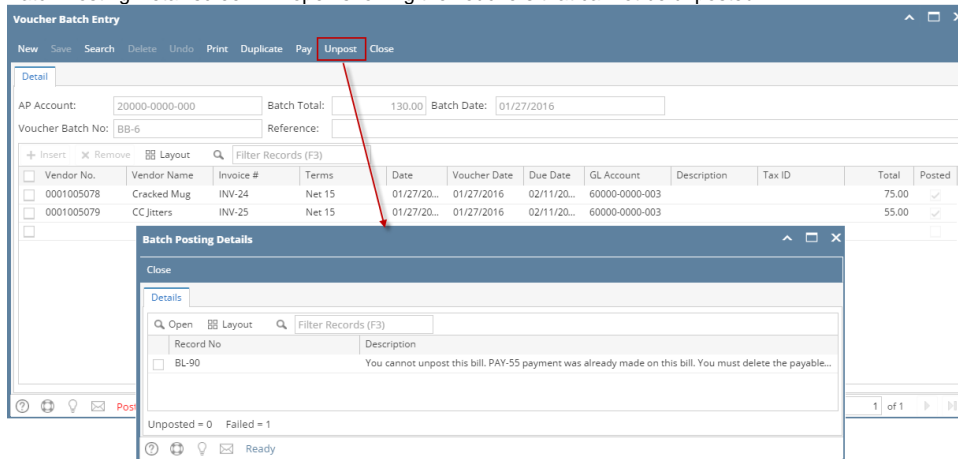 Voucher Batch Entry
New Save Search Delete Undo Print Duplicate Pay Unpost Close
Detail
AP Account: 20000-0000-000 Batch Total: 130.00 Batch Date: 01/27/2016
Voucher Batch No: BB-6 Reference:
Insert Remove Layout Filter Records (F3)
Vendor No. Vendor Name Invoice # Terms Date Voucher Date Due Date GL Account Description Tax ID Total Posted
0001005078 Cracked Mug INV-24 Net 15 01/27/20... 01/27/2016 02/11/20... 60000-0000-003 75.00
0001005079 CC Jitters INV-25 Net 15 01/27/20... 01/27/2016 02/11/20... 60000-0000-003 55.00
Batch Posting Details
Close
Details
Open Layout Filter Records (F3)
Record No Description
BL-90 You cannot unpost this bill. PAY-55 payment was already made on this bill. You must delete the payable...
1 of 1
Unposted = 0 Failed = 1
Ready